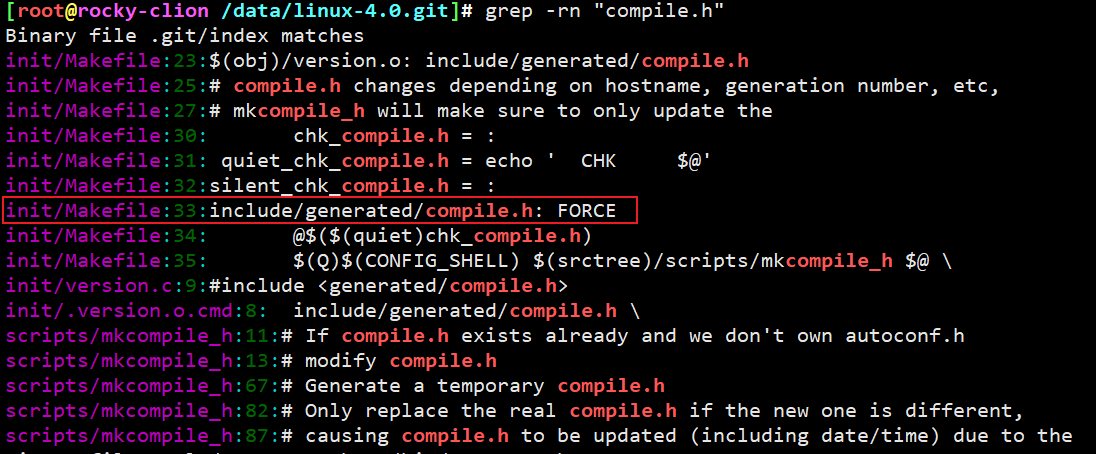 [root@rocky-clion /data/linux-4.0.git]# grep -rn "compile.h"
Binary file .git/index matches
init/Makefile:23:$(obj)/version.o: include/generated/compile.h
init/Makefile:25:# compile.h changes depending on hostname, generation number, etc,
init/Makefile:27:# mkcompile_h will make sure to only update the
init/Makefile:30:       chk_compile.h = :
init/Makefile:31: quiet_chk_compile.h = echo '  CHK     $@'
init/Makefile:32:silent_chk_compile.h = :
init/Makefile:33:include/generated/compile.h: FORCE
init/Makefile:34:       @$($(quiet)chk_compile.h)
init/Makefile:35:       $(Q)$(CONFIG_SHELL) $(srctree)/scripts/mkcompile_h $@ \
init/version.c:9:#include <generated/compile.h>
init/.version.o.cmd:8:  include/generated/compile.h \
scripts/mkcompile_h:11:# If compile.h exists already and we don't own autoconf.h
scripts/mkcompile_h:13:# modify compile.h
scripts/mkcompile_h:67:# Generate a temporary compile.h
scripts/mkcompile_h:82:# Only replace the real compile.h if the new one is different,
scripts/mkcompile_h:87:# causing compile.h to be updated (including date/time) due to the